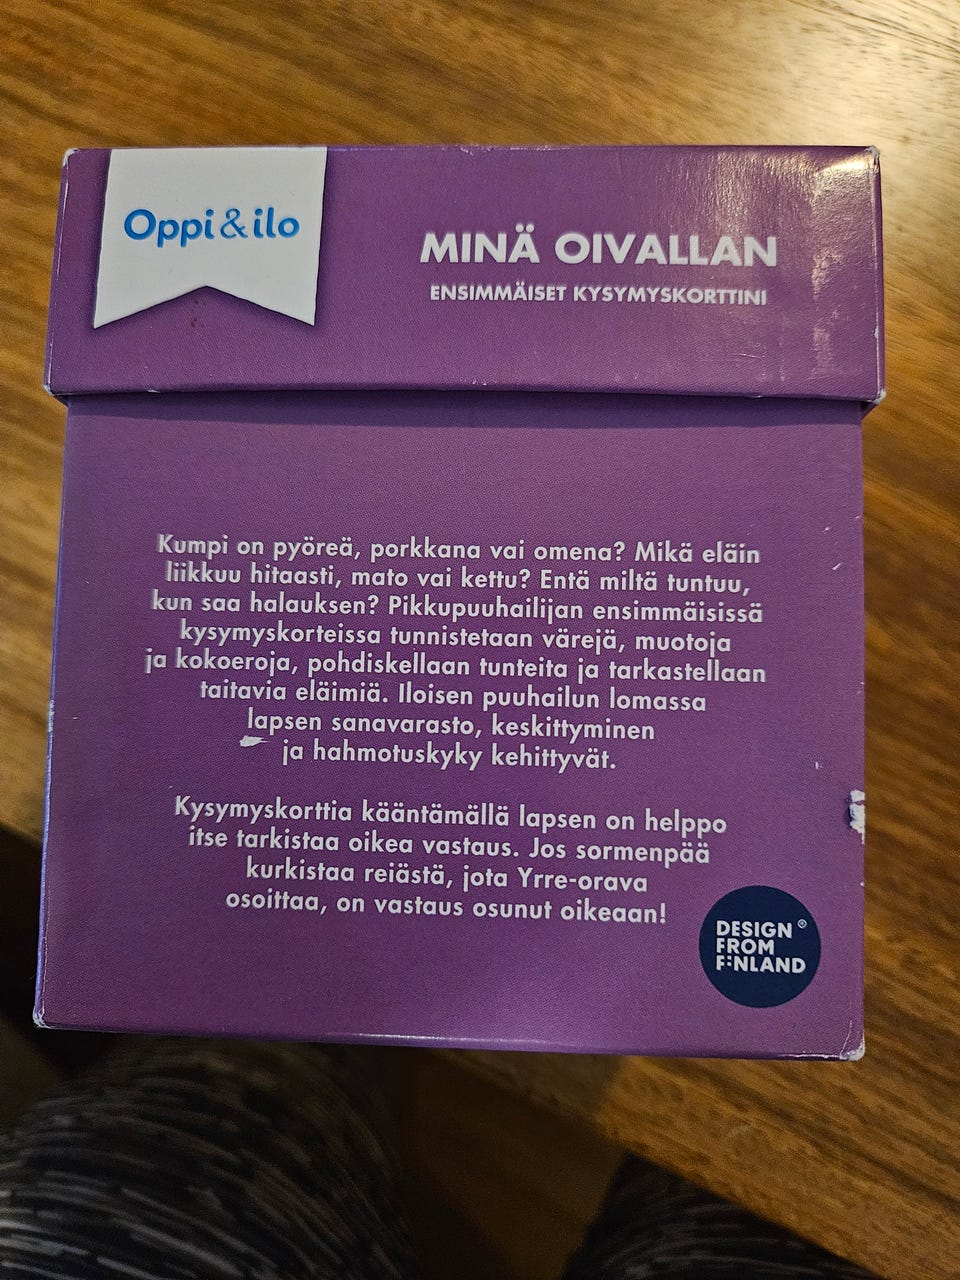 Oppi&ilo
MINÄ OIVALLAN
ENSIMMÄISET KYSYMYSKORTTINI
Kumpi on pyöreä, porkkana vai omena? Mikä eläin
liikkuu hitaasti, mato vai kettu? Entä miltä tuntuu,
kun saa halauksen? Pikkupuuhailijan ensimmäisissä
kysymyskorteissa tunnistetaan värejä, muotoja
ja kokoeroja, pohdiskellaan tunteita ja tarkastellaan
taitavia eläimiä. Iloisen puuhailun lomassa
lapsen sanavarasto, keskittyminen
ja hahmotuskyky kehittyvät.
Kysymyskorttia kääntämällä lapsen on helppo
itse tarkistaa oikea vastaus. Jos sormenpää
kurkistaa reiästä, jota Yrre-orava
osoittaa, on vastaus osunut oikeaan!
DESIGN ®
FROM
FINLAND